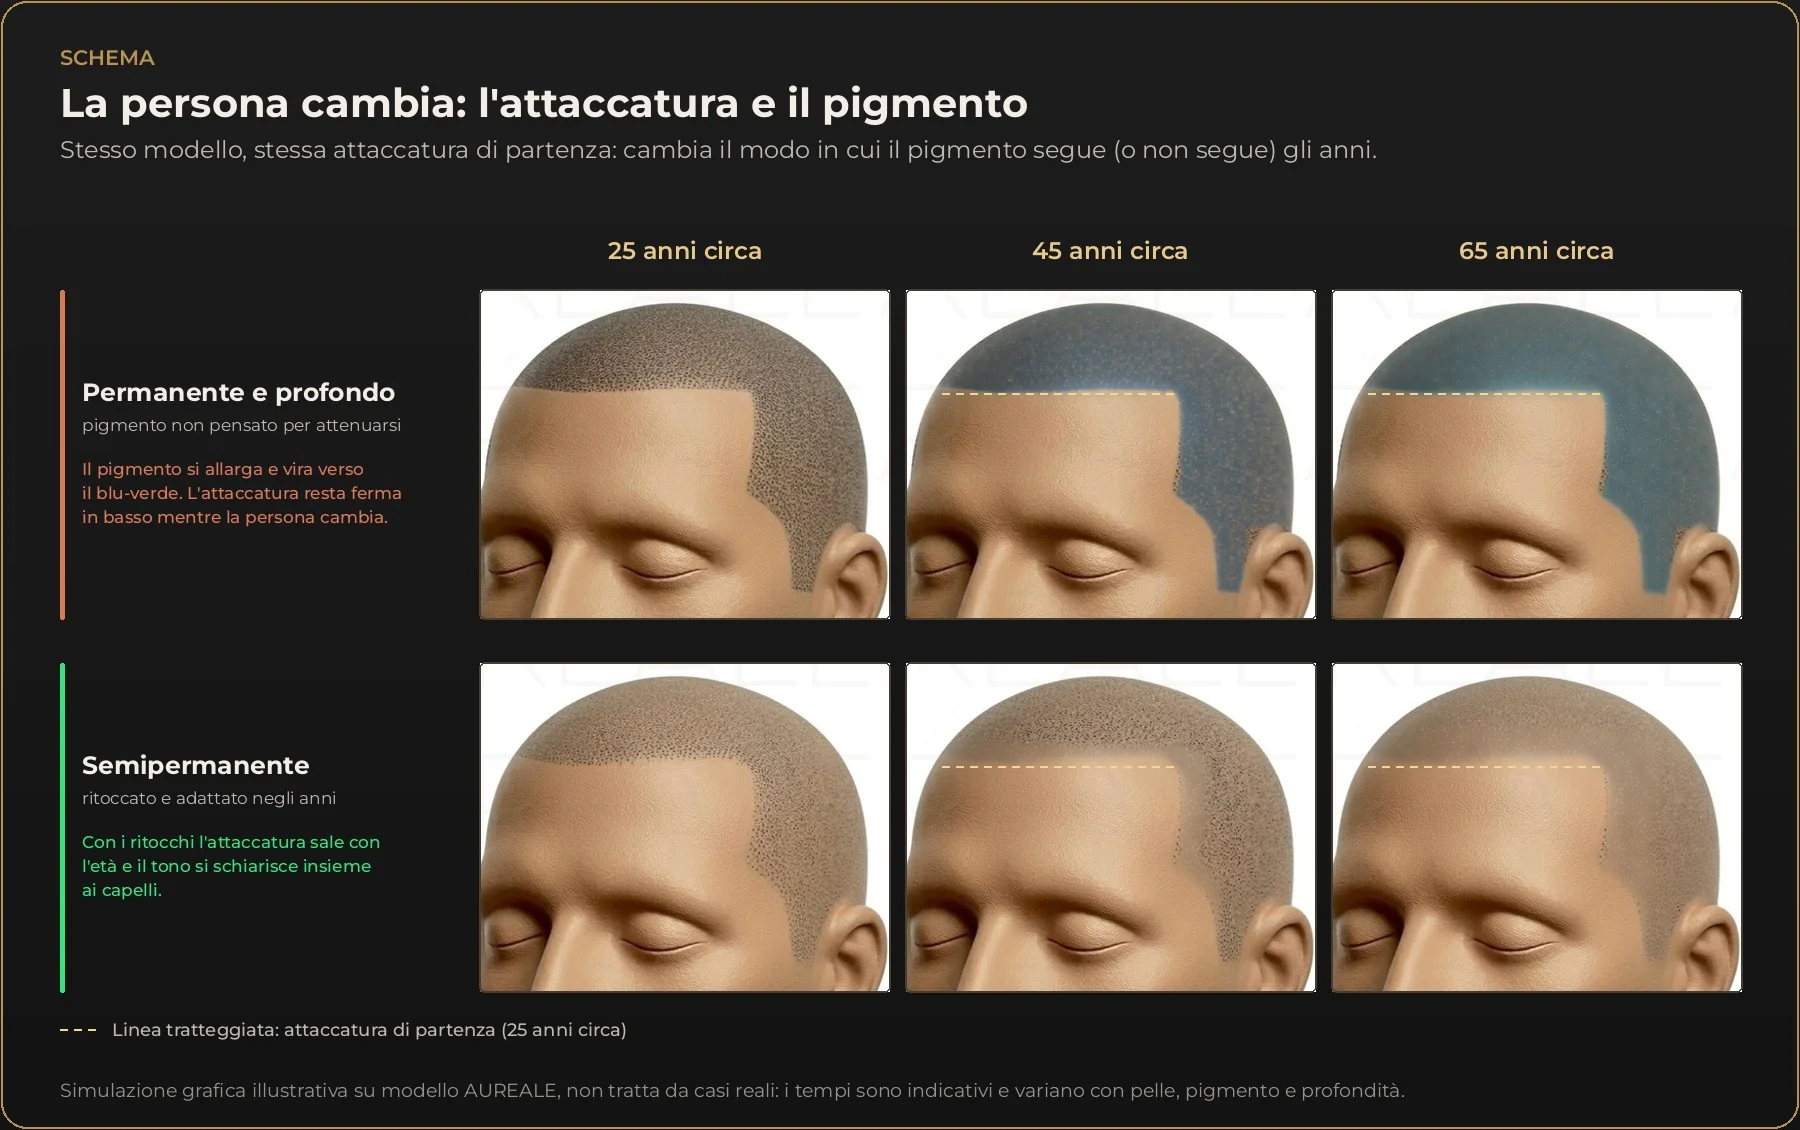 SCHEMA
La persona cambia: l'attaccatura e il pigmento
Stesso modello, stessa attaccatura di partenza: cambia il modo in cui il pigmento segue (o non segue) gli anni.
25 anni circa
45 anni circa
65 anni circa
Permanente e profondo
pigmento non pensato per attenuarsi
Il pigmento si allarga e vira verso
il blu-verde. L'attaccatura resta ferma
in basso mentre la persona cambia.
Semipermanente
ritoccato e adattato negli anni
Con i ritocchi l'attaccatura sale con
l'età e il tono si schiarisce insieme
ai capelli.
Linea tratteggiata: attaccatura di partenza (25 anni circa)
Simulazione grafica illustrativa su modello AUREALE, non tratta da casi reali: i tempi sono indicativi e variano con pelle, pigmento e profondità.